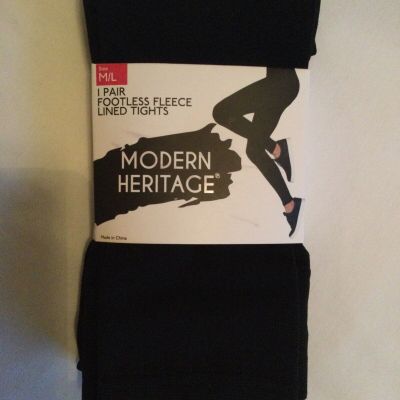 Size
M/L
1 PAIR
FOOTLESS FLEECE
LINED TIGHTS
MODERN
HERITAGE®
Made in China